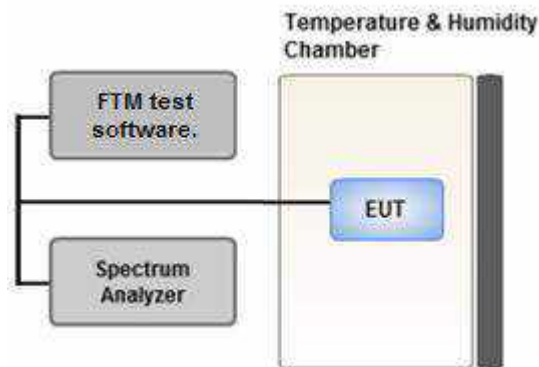 Temperature & Humidity
Chamber
FTM test
software.
EUT
Spectrum
Analyzer